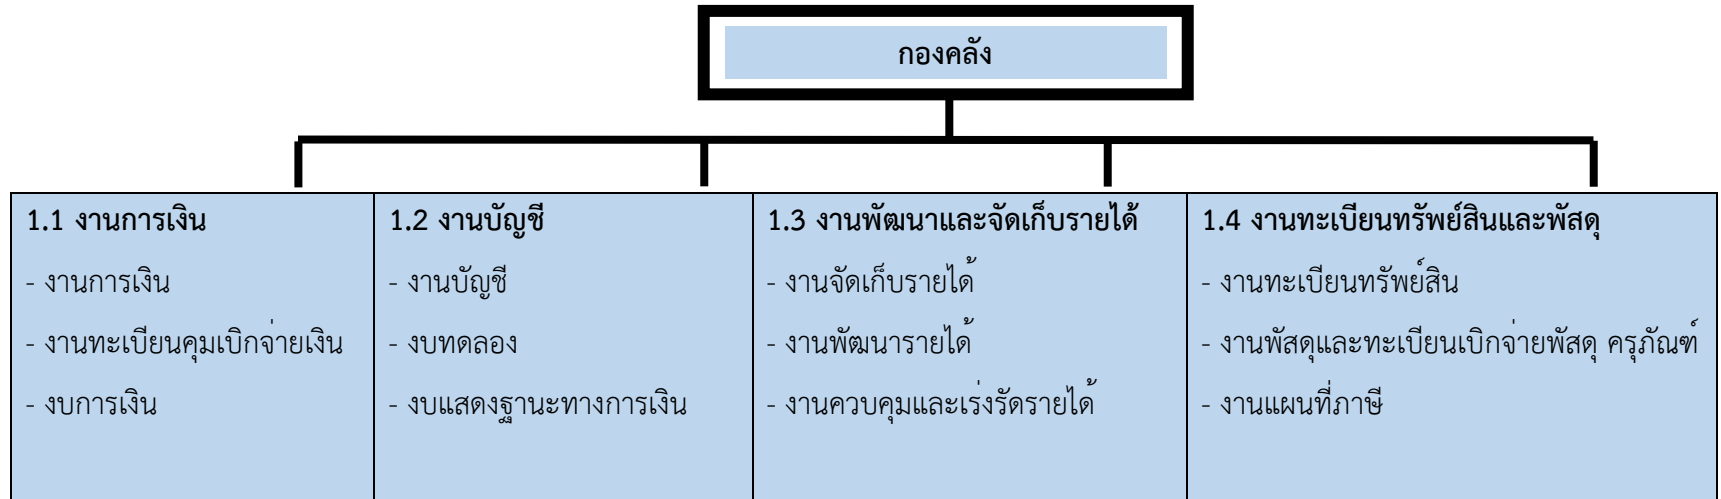 กองคลัง
1.1 งานการเงิน
- งานการเงิน
- งานทะเบียนคุมเบิกจ่ายเงิน
- งบการเงิน
1.2 งานบัญชี
- งานบัญชี
- งบทดลอง
- งบแสดงฐานะทางการเงิน
1.3 งานพัฒนาและจัดเก็บรายได้
- งานจัดเก็บรายได้
- งานพัฒนารายได้
- งานควบคุมและเร่งรัดรายได้
1.4 งานทะเบียนทรัพย์สินและพัสดุ
- งานทะเบียนทรัพย์สิน
- งานพัสดุและทะเบียนเบิกจ่ายพัสดุ ครุภัณฑ์
- งานแผนที่ภาษี